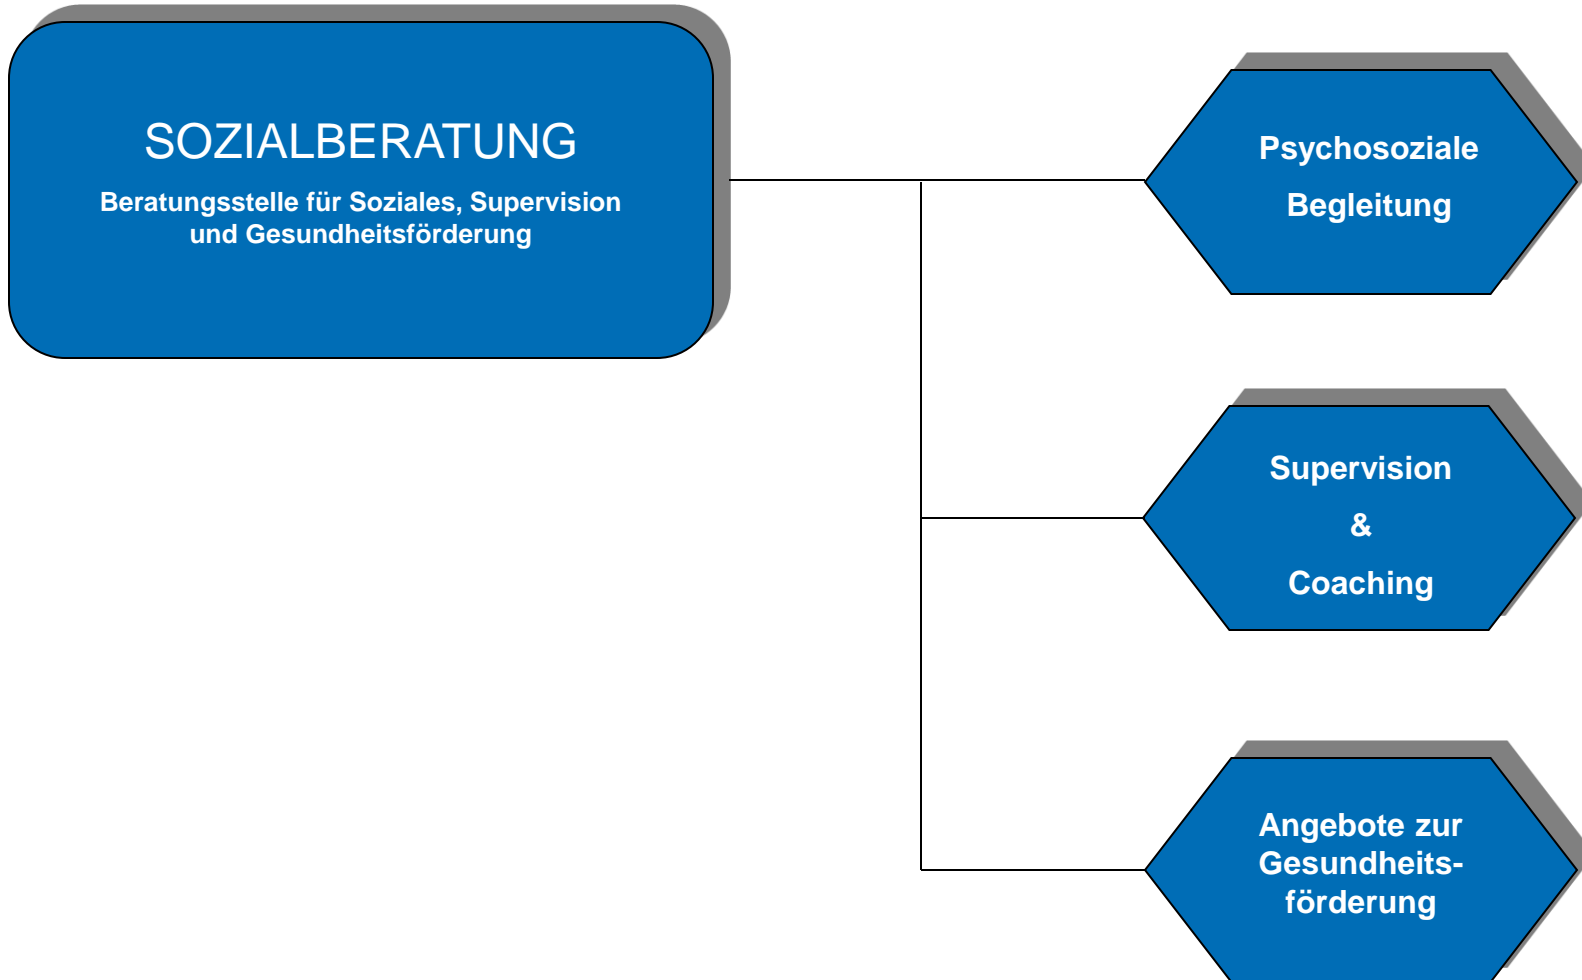 SOZIALBERATUNG
Beratungsstelle für Soziales, Supervision
und Gesundheitsförderung
Psychosoziale
Begleitung
Supervision
&
Coaching
Angebote zur
Gesundheits-
förderung